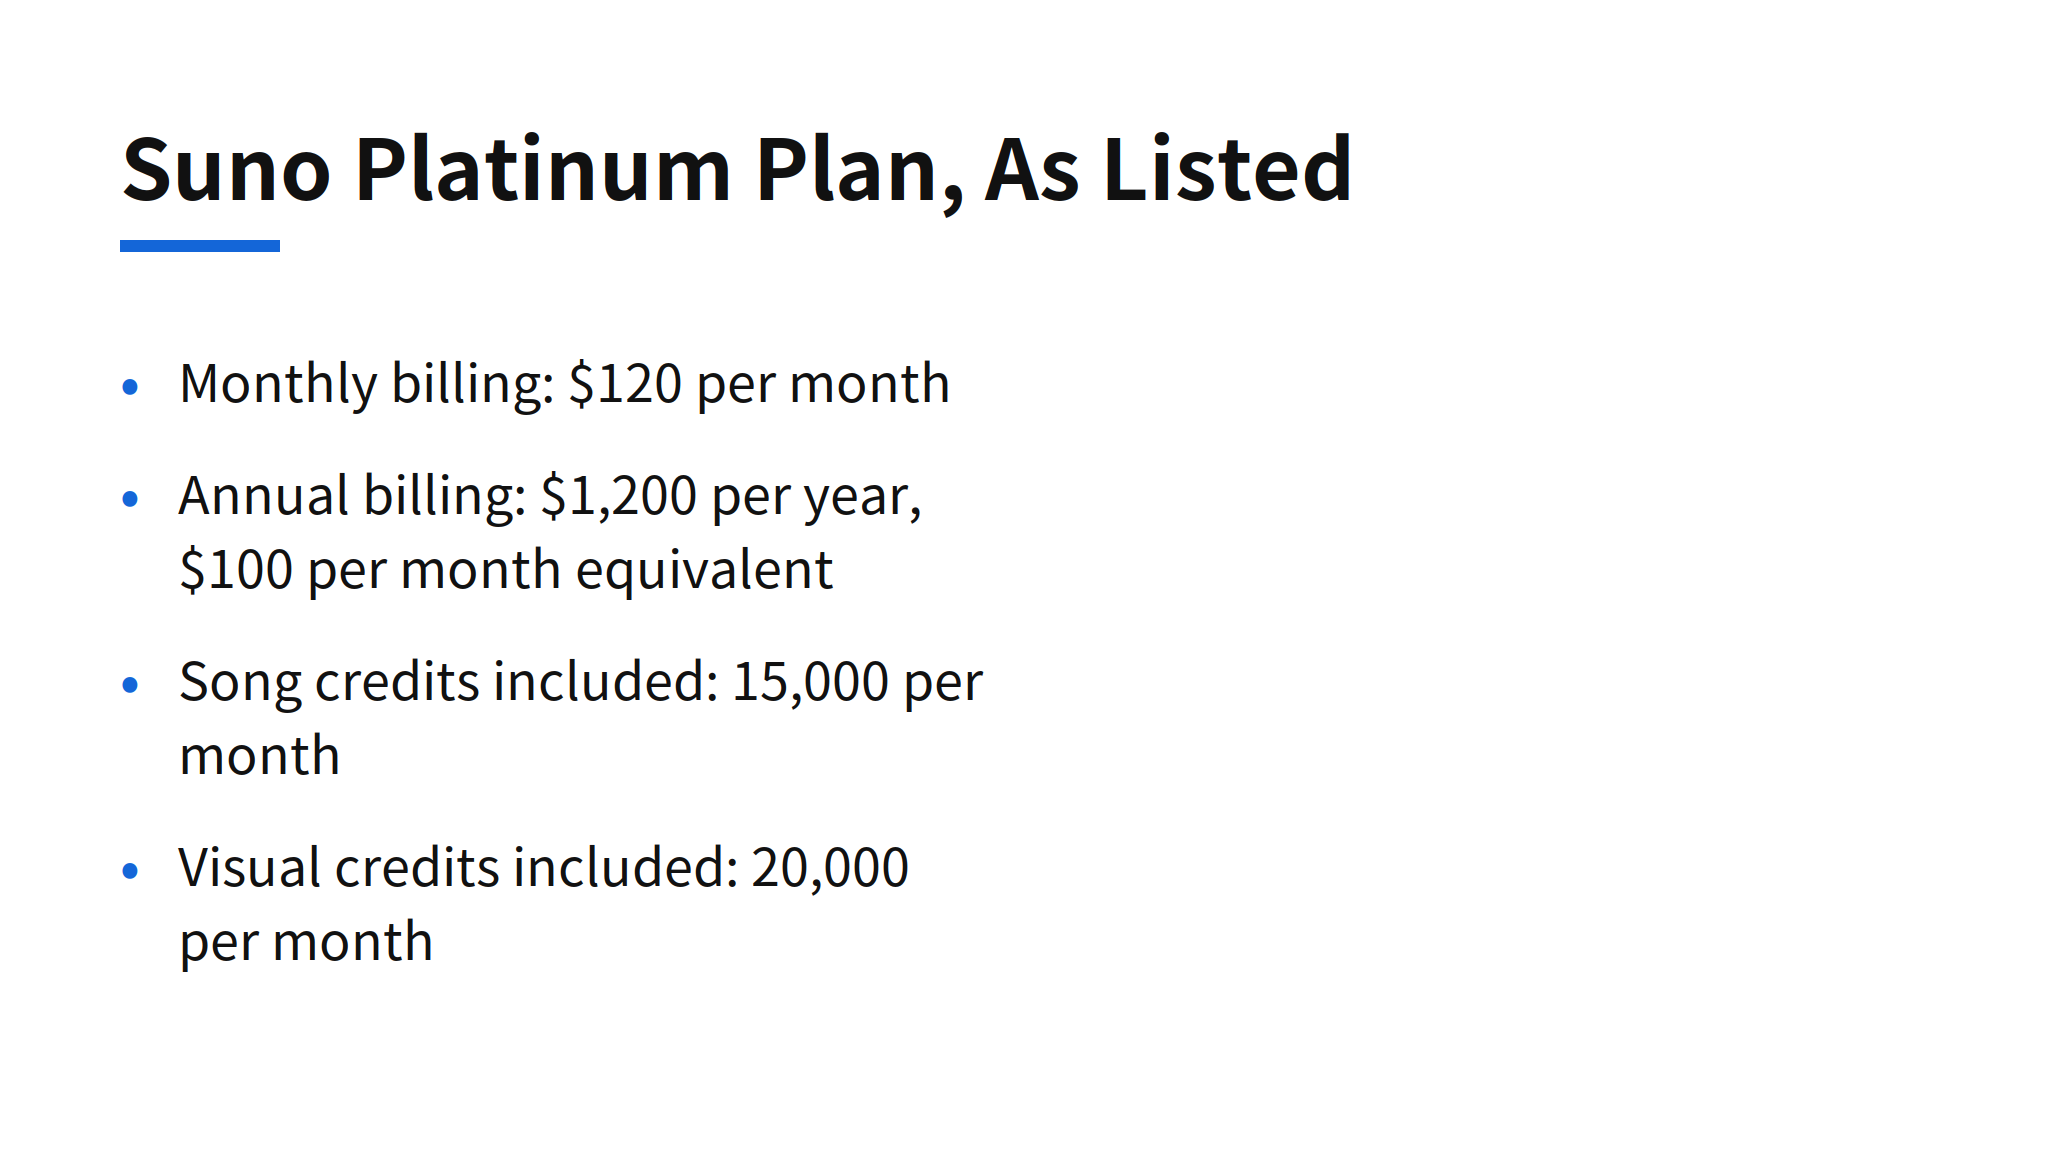 Suno Platinum Plan, As Listed
• Monthly billing: $120 per month
• Annual billing: $1,200 per year,
$100 per month equivalent
• Song credits included: 15,000 per
month
• Visual credits included: 20,000
per month